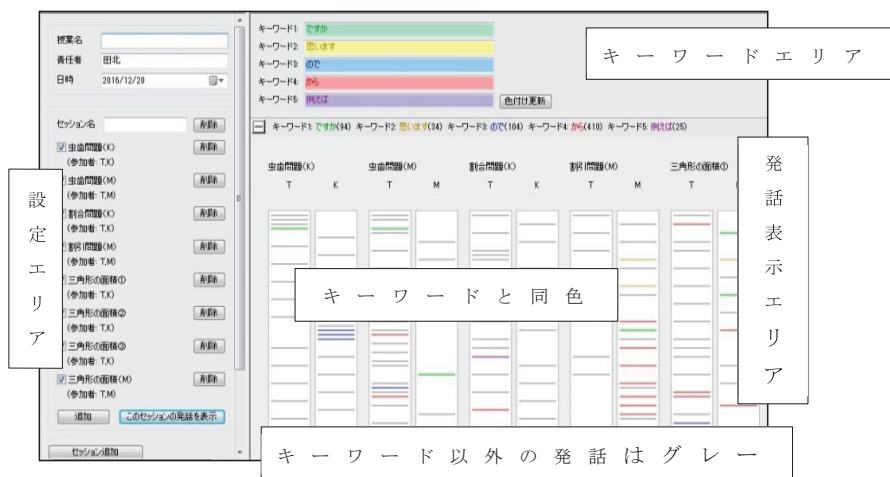 授業名
責任者 田北
日時 2016/12/20
セッション名 削除
虫歯問題(K) 削除
(参加者: T,K)
虫歯問題(M) 削除
(参加者: T,M)
割合問題(K) 削除
(参加者: T,K)
割引問題(M) 削除
(参加者: T,M)
三角形の面積① 削除
(参加者: T,K)
三角形の面積② 削除
(参加者: T,K)
三角形の面積③ 削除
(参加者: T,K)
三角形の面積(M) 削除
(参加者: T,M)
追加 このセッションの発話を表示
セッション追加
設定エリア
キーワード1: ですか
キーワード2: 思います
キーワード3: ので
キーワード4: から
キーワード5: 例えば 色付け更新
キーワードエリア
キーワード1: ですか(94) キーワード2: 思います(34) キーワード3: ので(104) キーワード4: から(410) キーワード5: 例えば(25)
虫歯問題(K) 虫歯問題(M) 割合問題(K) 割引問題(M) 三角形の面積①
T K T M T K T M T
発話表示エリア
キーワードと同色
キーワード以外の発話はグレー